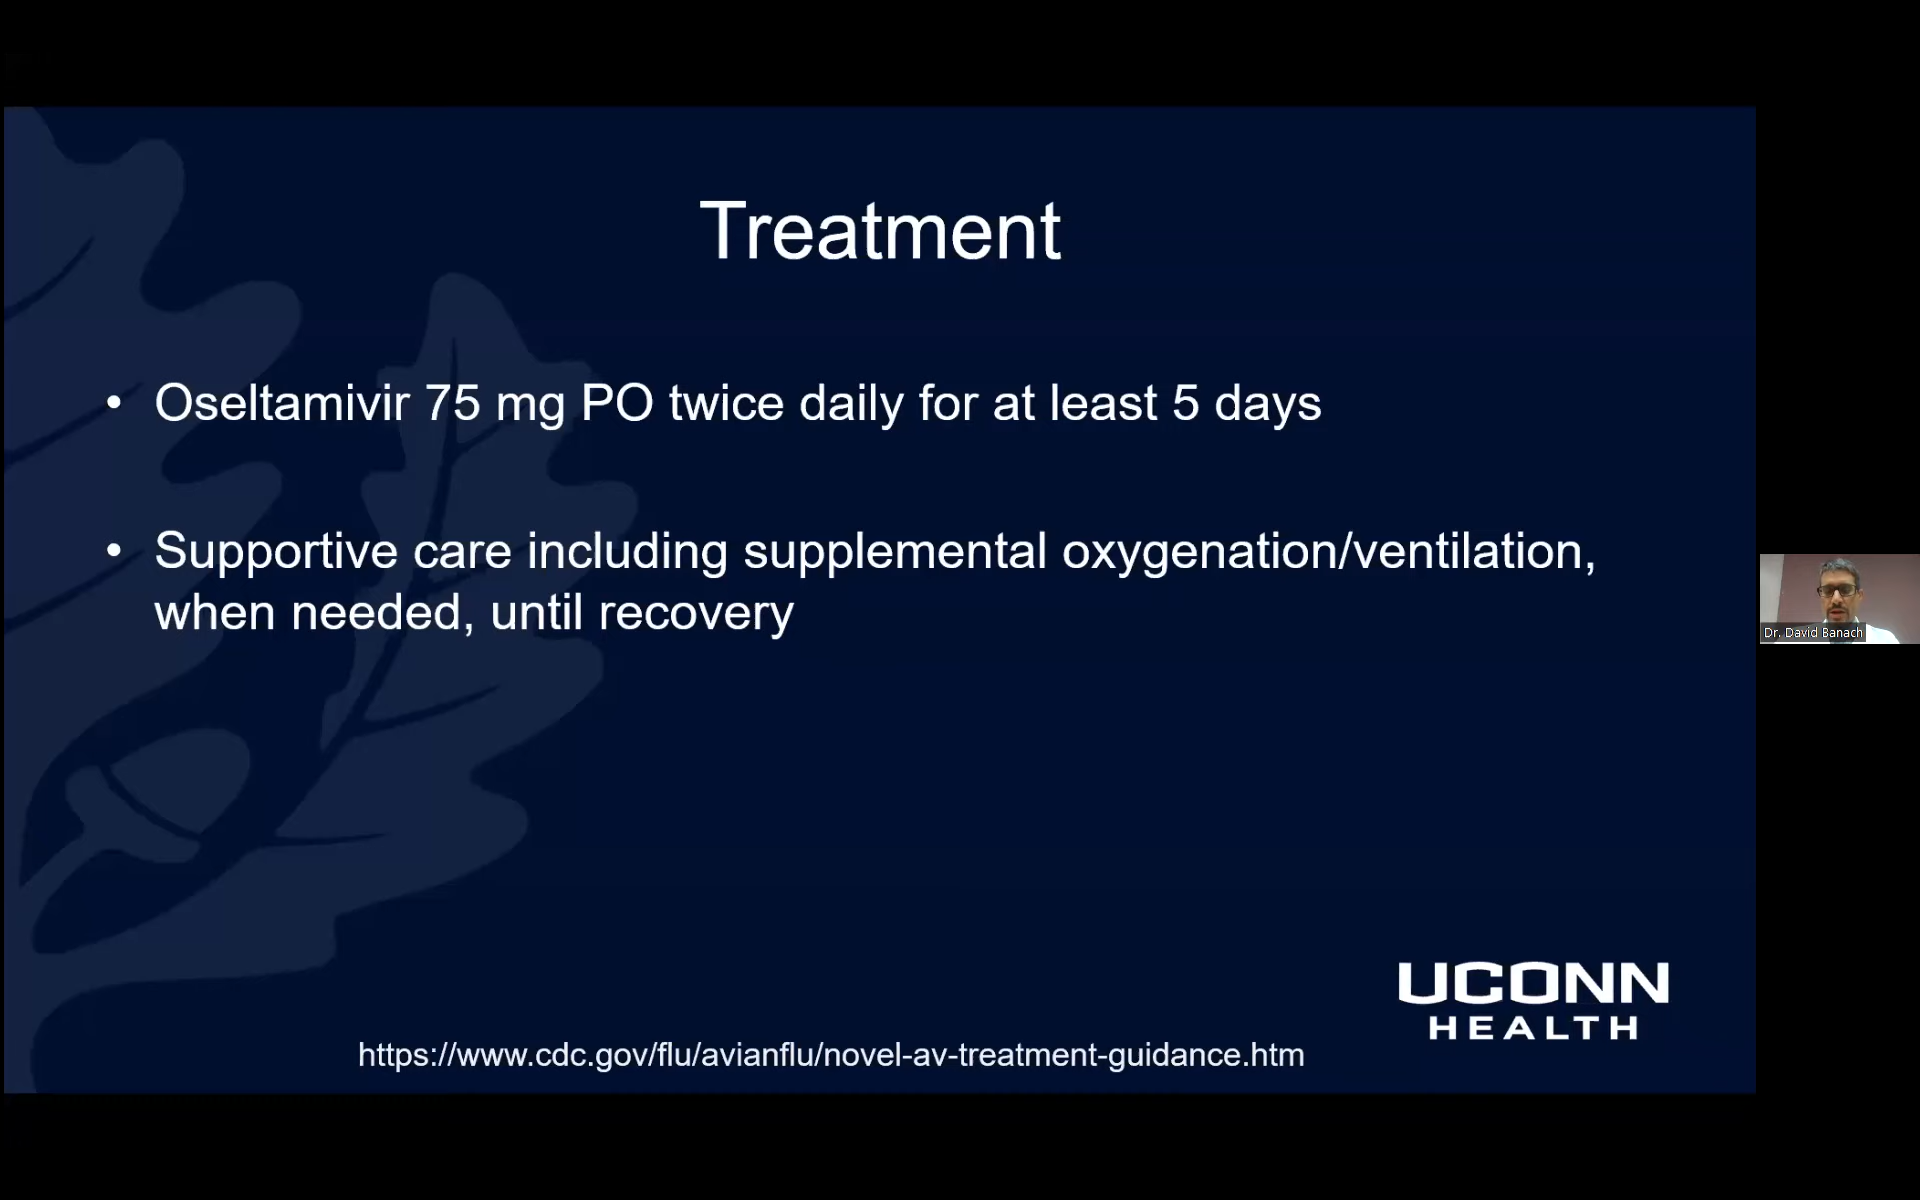 Treatment
• Oseltamivir 75 mg PO twice daily for at least 5 days
• Supportive care including supplemental oxygenation/ventilation,
when needed, until recovery
Dr. David Banach
UCONN
HEALTH
https://www.cdc.gov/flu/avianflu/novel-av-treatment-guidance.htm